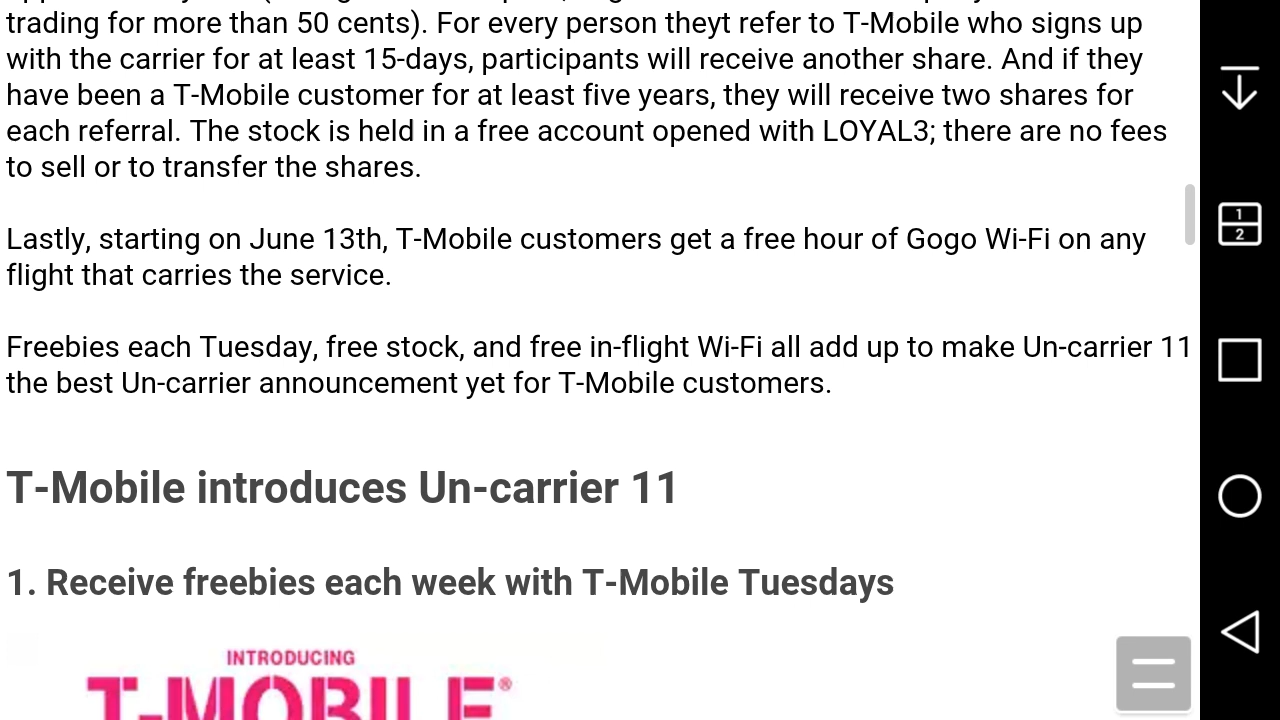 trading for more than 50 cents). For every person theyt refer to T-Mobile who signs up
with the carrier for at least 15-days, participants will receive another share. And if they
have been a T-Mobile customer for at least five years, they will receive two shares for
each referral. The stock is held in a free account opened with LOYAL3; there are no fees
to sell or to transfer the shares.
Lastly, starting on June 13th, T-Mobile customers get a free hour of Gogo Wi-Fi on any
flight that carries the service.
Freebies each Tuesday, free stock, and free in-flight Wi-Fi all add up to make Un-carrier 11
the best Un-carrier announcement yet for T-Mobile customers.
T-Mobile introduces Un-carrier 11
1. Receive freebies each week with T-Mobile Tuesdays
INTRODUCING
T-MOBILE®
1
2